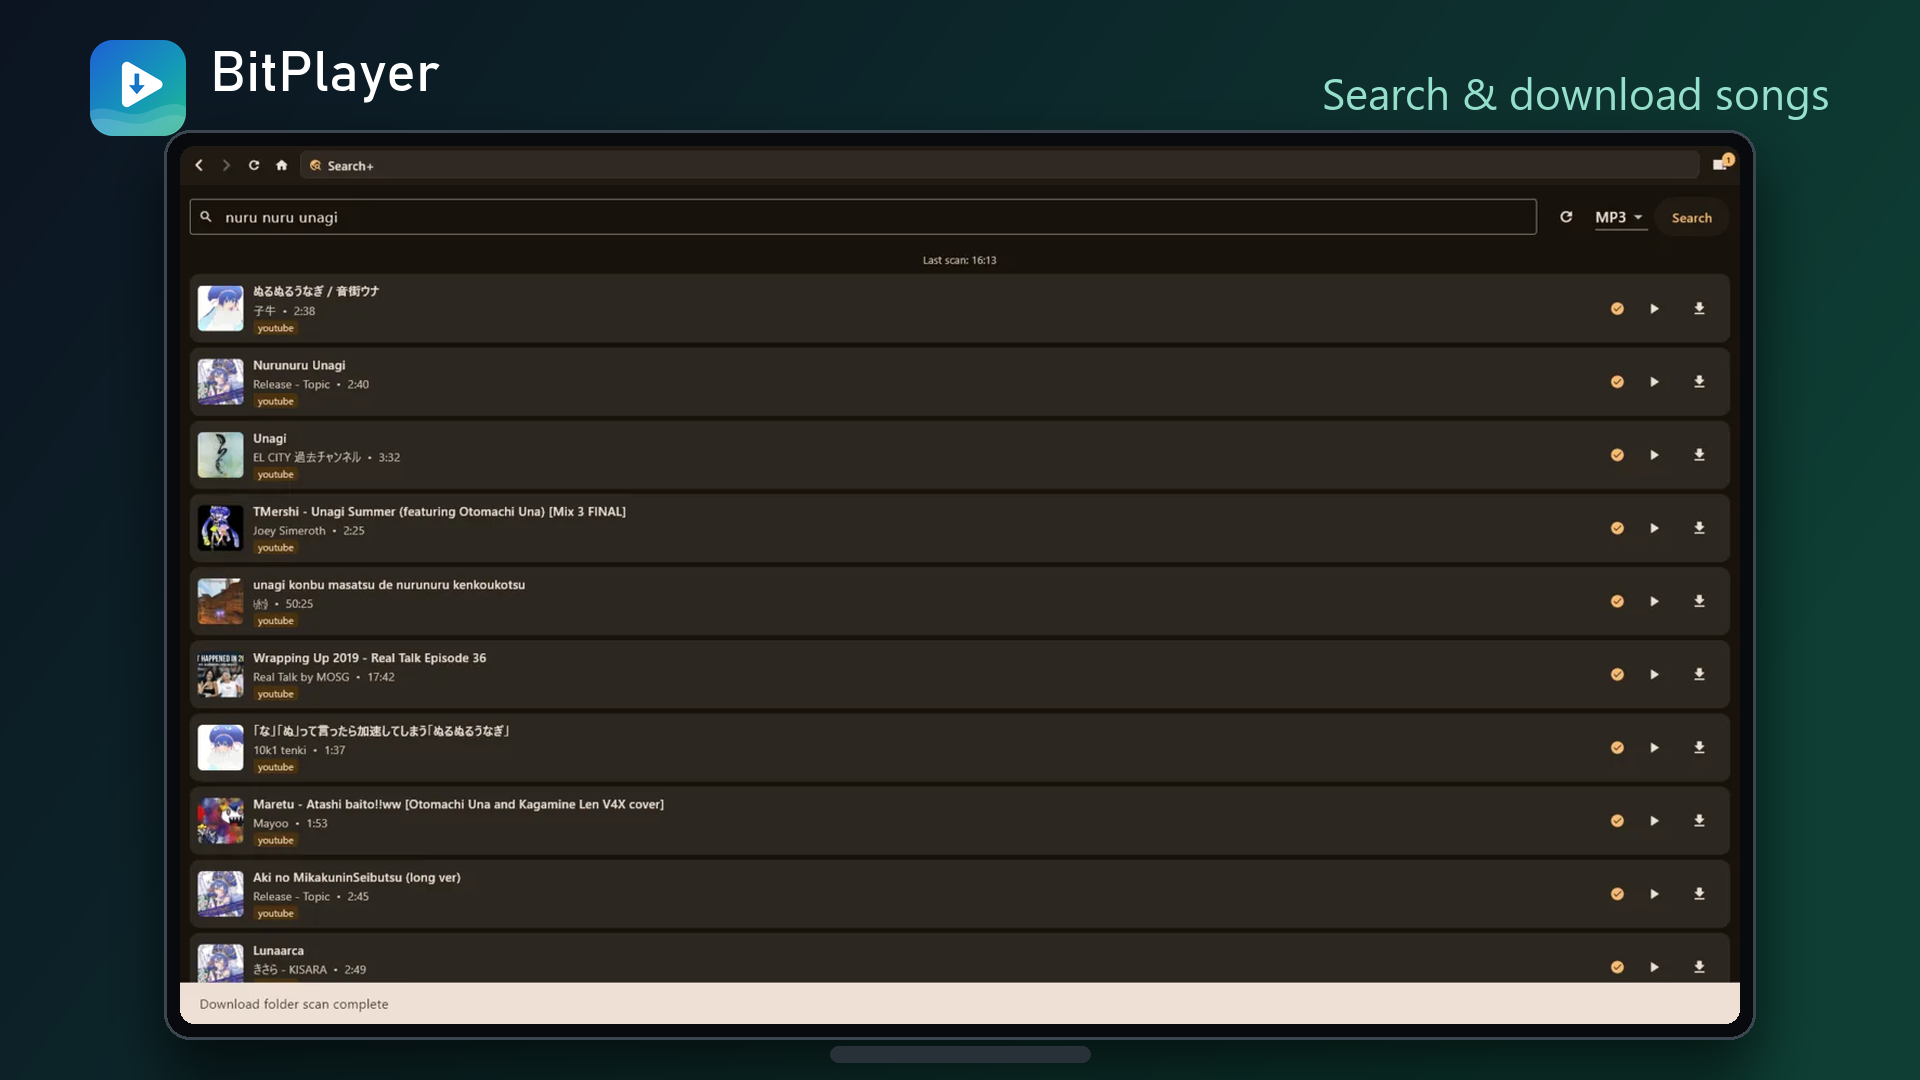 BitPlayer
Search & download songs
Search+
1
nuru nuru unagi
MP3
Search
Last scan: 16:13
ぬるぬるうなぎ / 音街ウナ
子牛 • 2:38
youtube
Nurunuru Unagi
Release - Topic • 2:40
youtube
Unagi
EL CITY 過去チャンネル • 3:32
youtube
TMershi - Unagi Summer (featuring Otomachi Una) [Mix 3 FINAL]
Joey Simeroth • 2:25
youtube
unagi konbu masatsu de nurunuru kenkoukotsu
• 50:25
youtube
Wrapping Up 2019 - Real Talk Episode 36
Real Talk by MOSG • 17:42
youtube
「な」「ぬ」って言ったら加速してしまう「ぬるぬるうなぎ」
10k1 tenki • 1:37
youtube
Maretu - Atashi baito!!ww [Otomachi Una and Kagamine Len V4X cover]
Mayoo • 1:53
youtube
Aki no MikakuninSeibutsu (long ver)
Release - Topic • 2:45
youtube
Lunaarca
きさら - KISARA • 2:49
Download folder scan complete